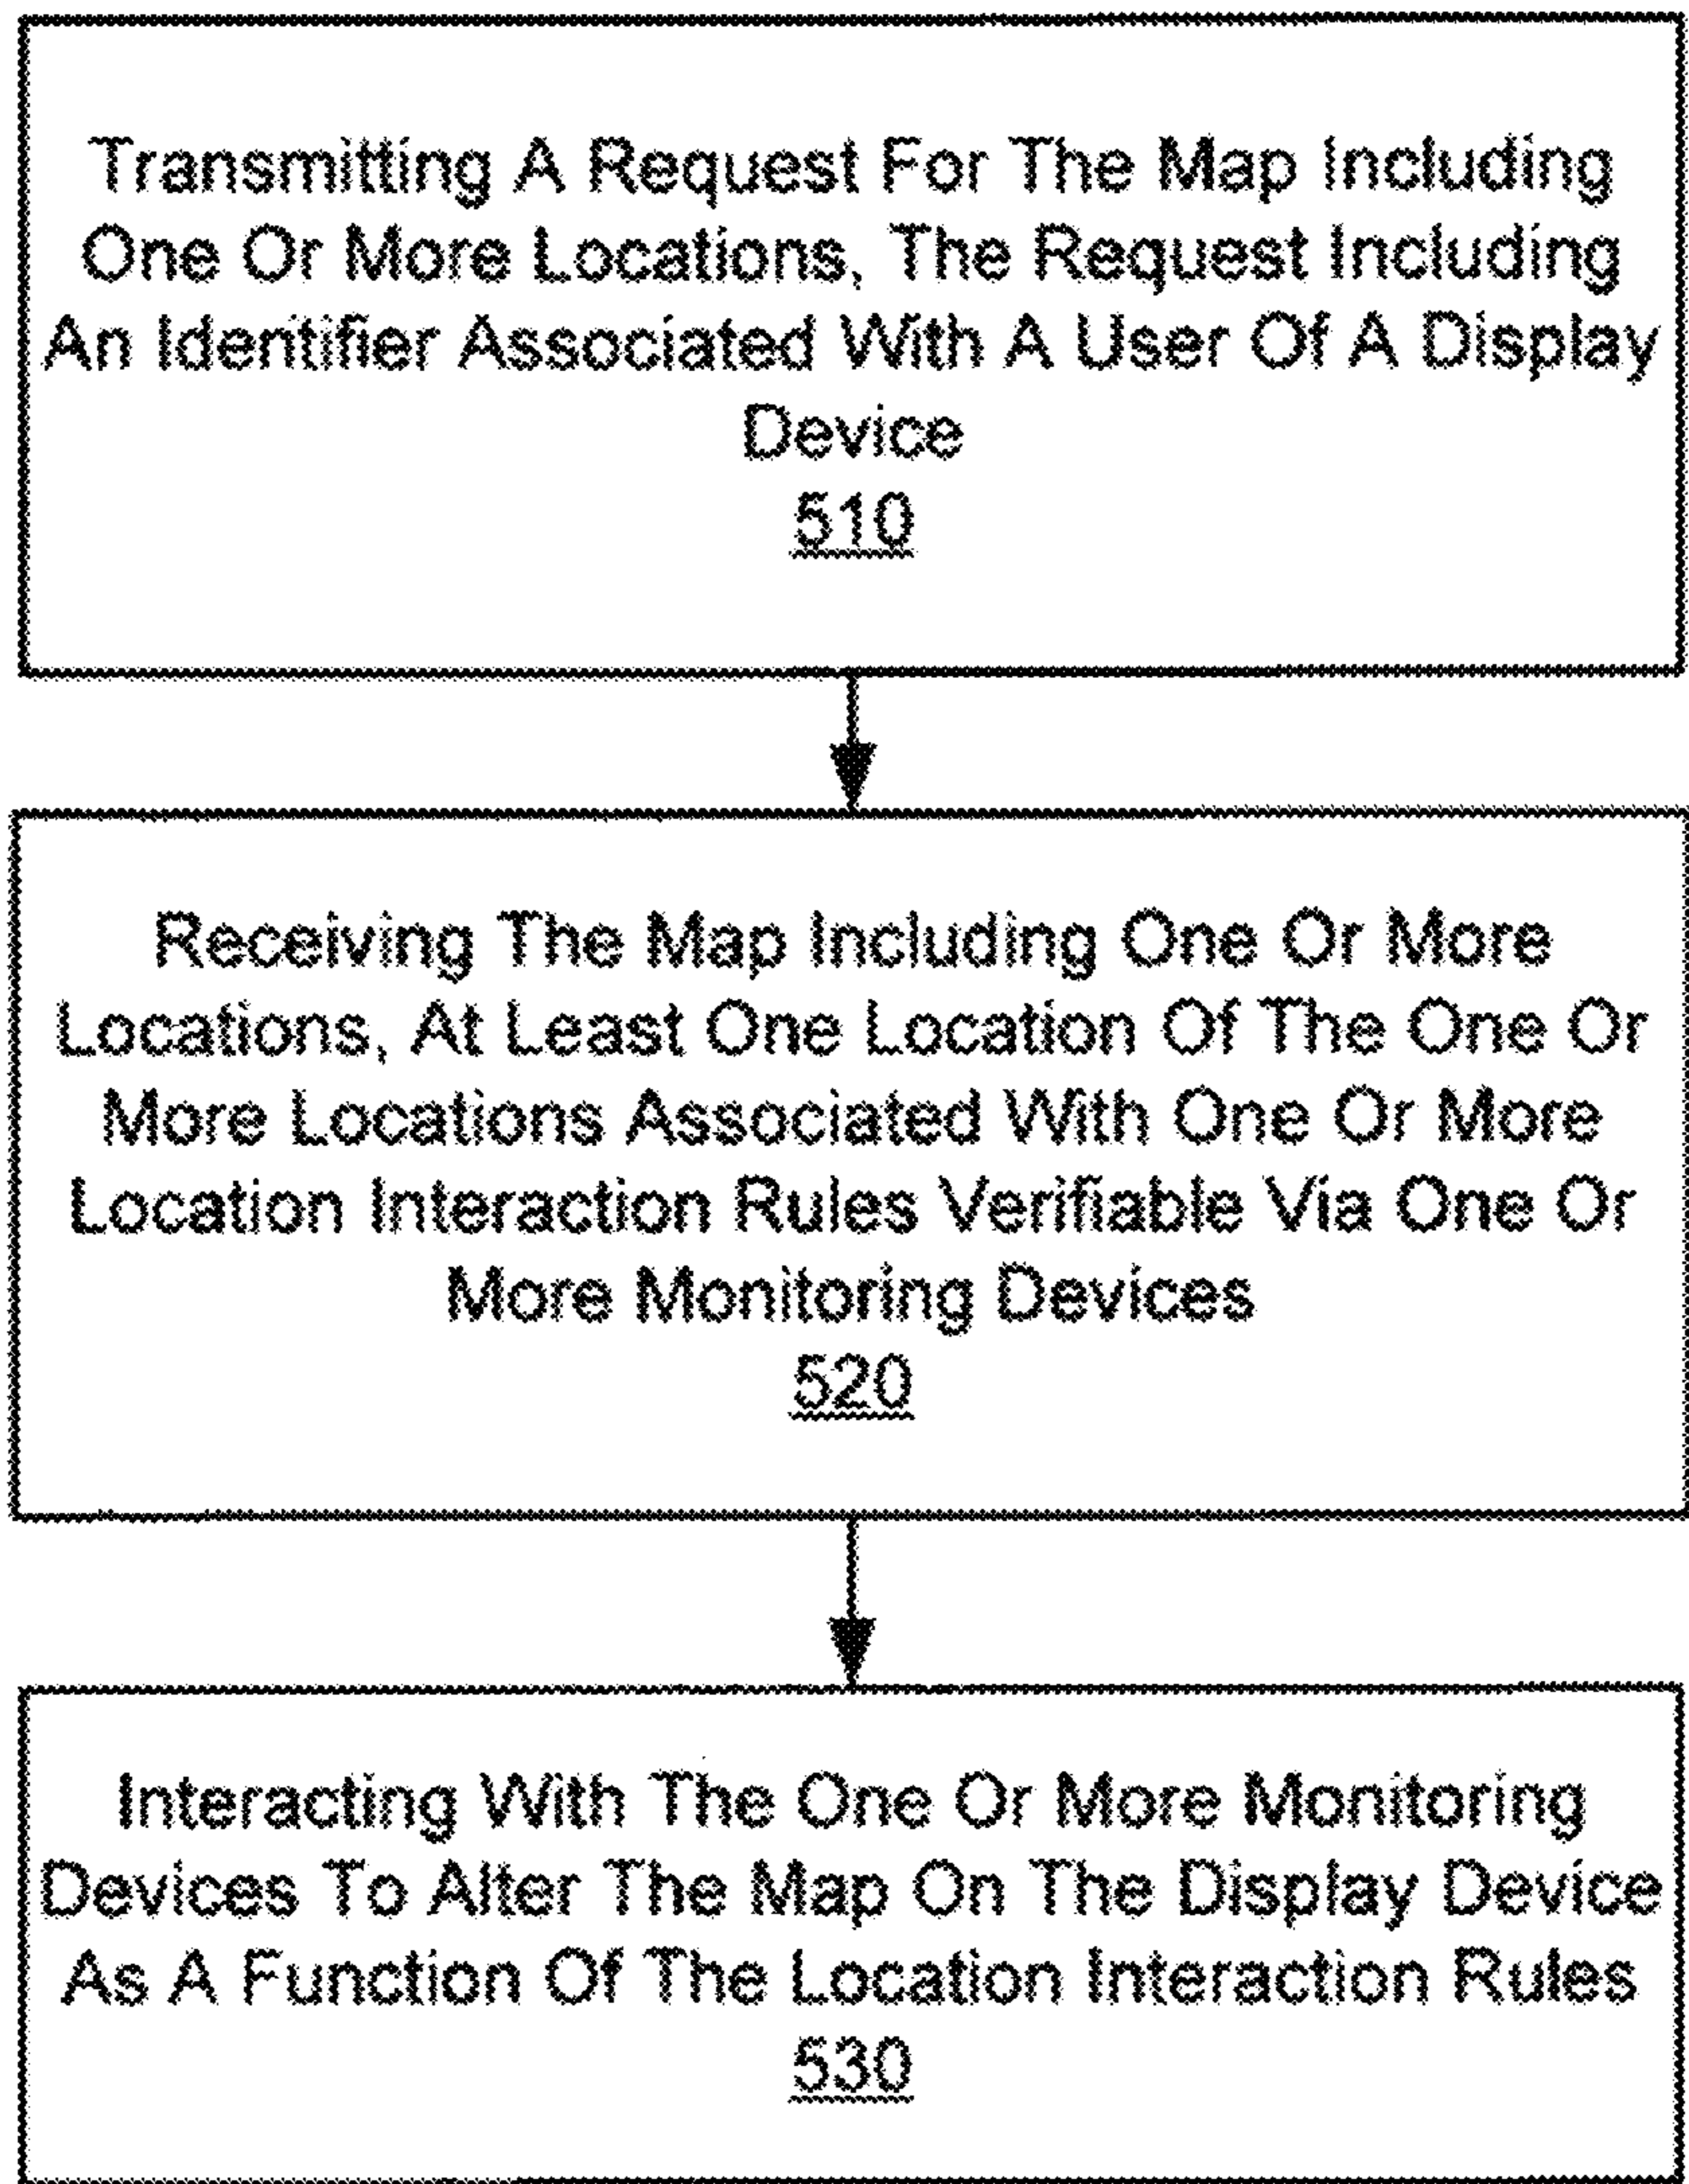 Transmitting A Request For The Map Including
One Or More Locations, The Request Including
An Identifier Associated With A User Of A Display
Device
510
Receiving The Map Including One Or More
Locations, At Least One Location Of The One Or
More Locations Associated With One Or More
Location Interaction Rules Verifiable Via One Or
More Monitoring Devices
520
Interacting With The One Or More Monitoring
Devices To Alter The Map On The Display Device
As A Function Of The Location Interaction Rules
530